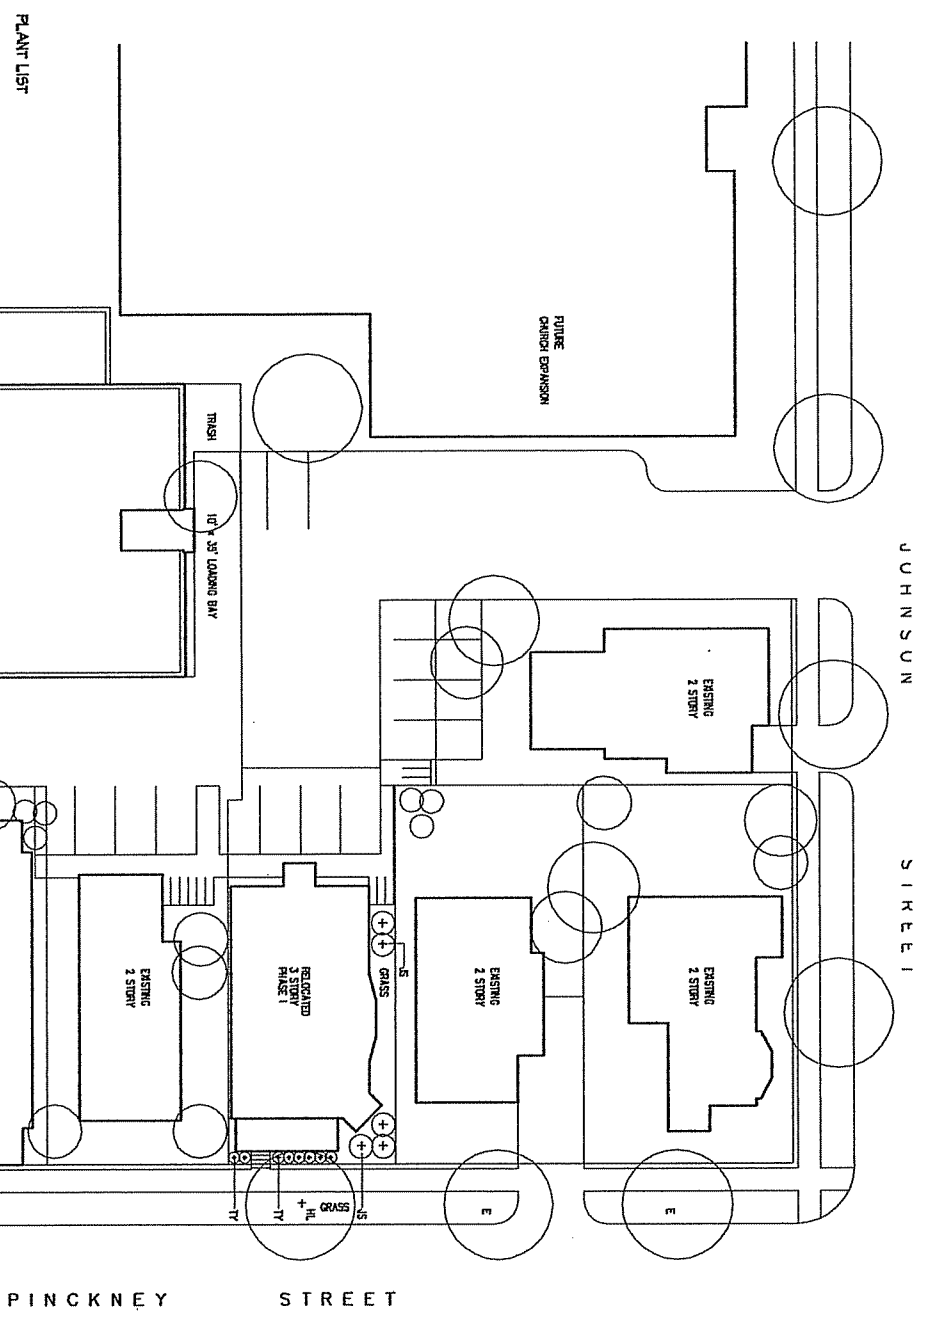 PLANT LIST
FUTURE
CHURCH EXPANSION
TRASH
10' x 35' LOADING BAY
JOHNSON
STREET
EXISTING
2 STORY
EXISTING
2 STORY
RELOCATED
3 STORY
PHASE I
GRASS
JS
EXISTING
2 STORY
EXISTING
2 STORY
TY
TY
HL
GRASS
JS
E
E
PINCKNEY STREET